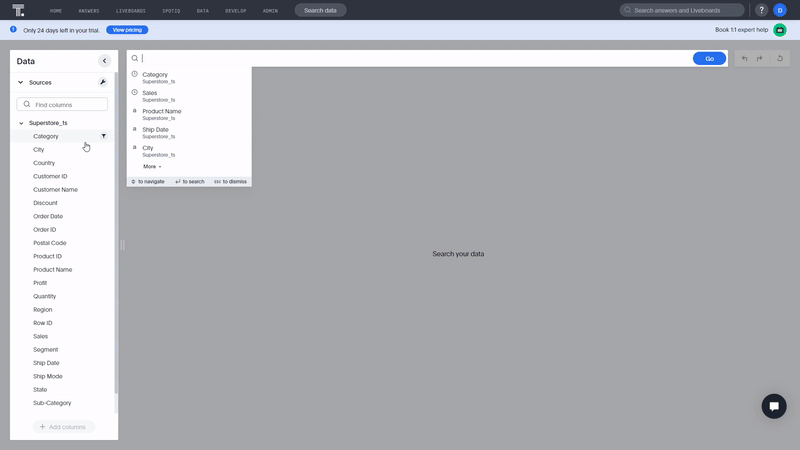 HOME ANSWERS LIVEBOARDS SPOTIQ DATA DEVELOP ADMIN Search data Search answers and Liveboards ? D
Only 24 days left in your trial. View pricing Book 1:1 expert help
Data
Sources
Find columns
Superstore_ts
Category
City
Country
Customer ID
Customer Name
Discount
Order Date
Order ID
Postal Code
Product ID
Product Name
Profit
Quantity
Region
Row ID
Sales
Segment
Ship Date
Ship Mode
State
Sub-Category
Add columns
Go
Category
Superstore_ts
Sales
Superstore_ts
a Product Name
Superstore_ts
a Ship Date
Superstore_ts
a City
Superstore_ts
More
to navigate to search esc to dismiss
Search your data